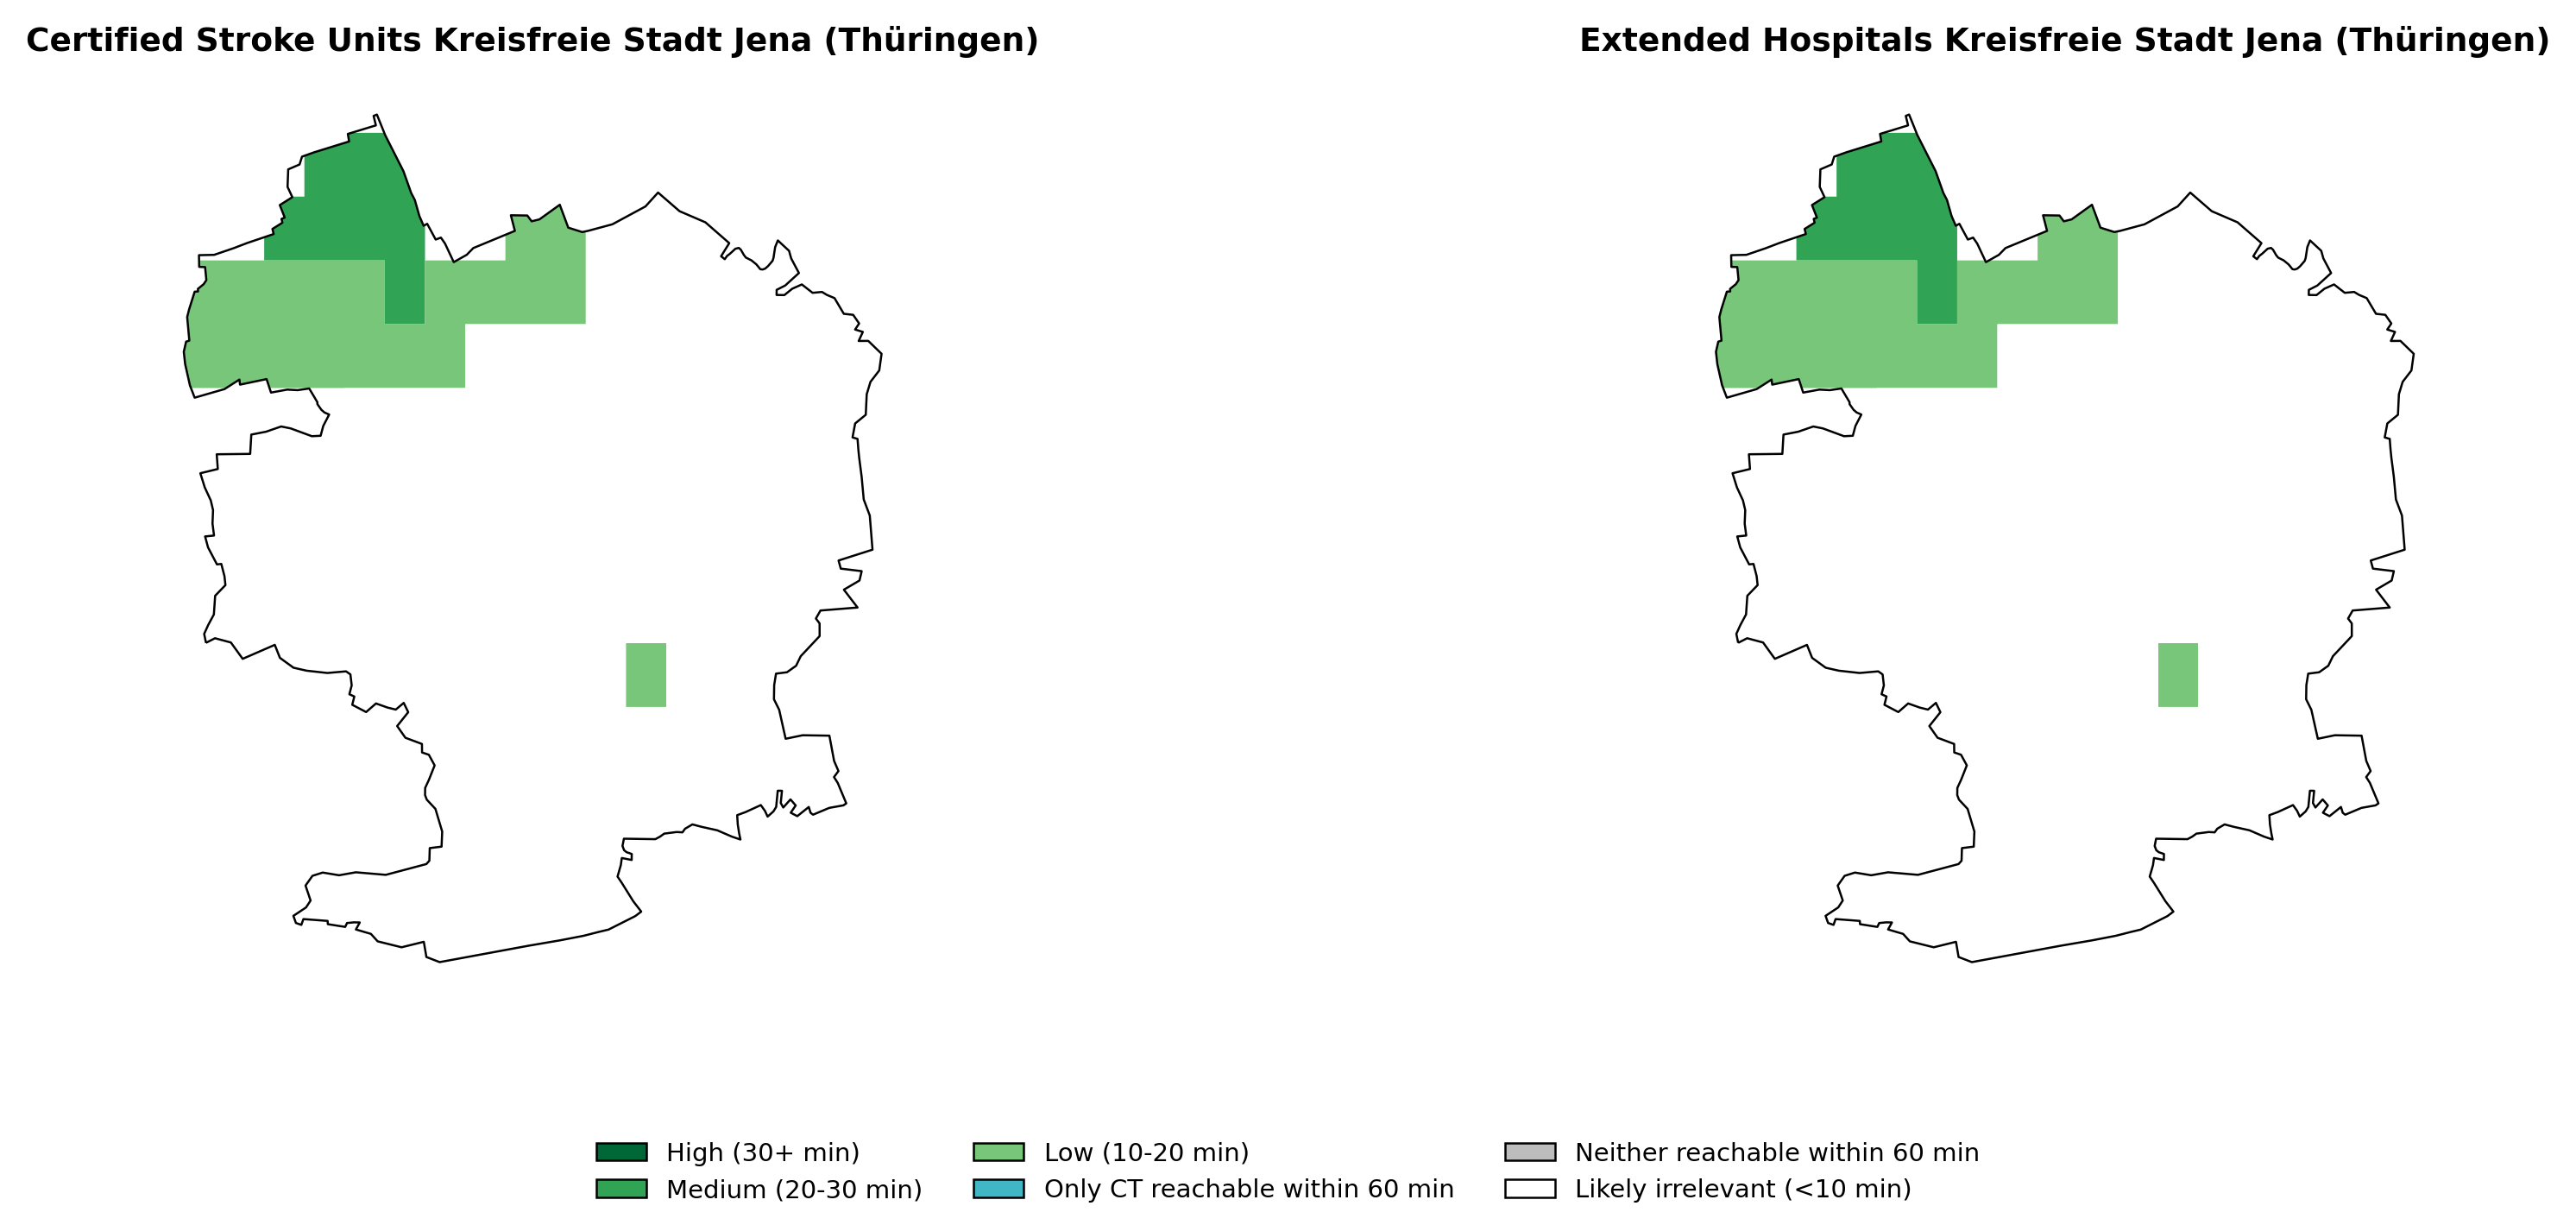 Certified Stroke Units Kreisfreie Stadt Jena (Thüringen)
Extended Hospitals Kreisfreie Stadt Jena (Thüringen)
High (30+ min)
Medium (20-30 min)
Low (10-20 min)
Only CT reachable within 60 min
Neither reachable within 60 min
Likely irrelevant (<10 min)